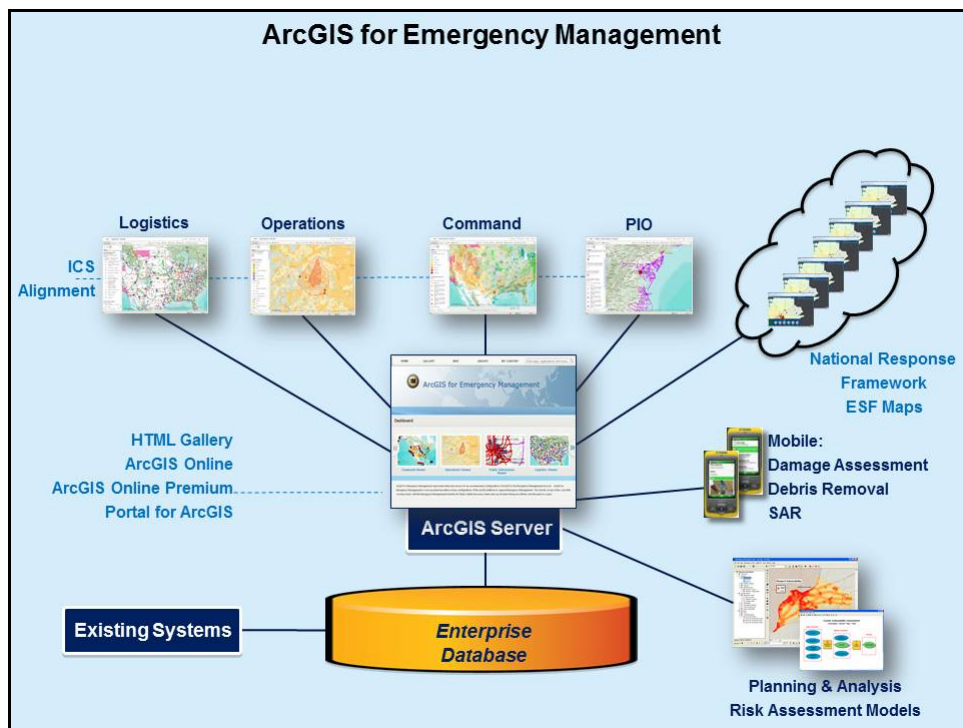 ArcGIS for Emergency Management
Logistics
Operations
Command
PIO
ICS
Alignment
National Response
Framework
ESF Maps
ArcGIS for Emergency Management
Dashboard
HTML Gallery
ArcGIS Online
ArcGIS Online Premium
Portal for ArcGIS
Mobile:
Damage Assessment
Debris Removal
SAR
ArcGIS Server
Existing Systems
Enterprise
Database
Planning & Analysis
Risk Assessment Models